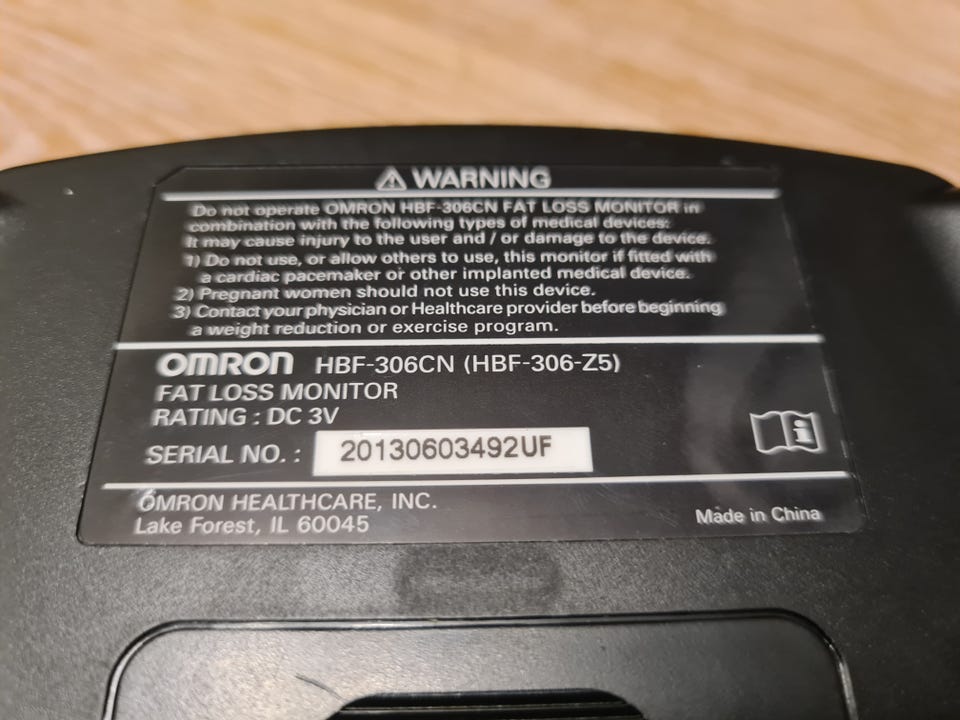 WARNING
Do not operate OMRON HBF-306CN FAT LOSS MONITOR in
combination with the following types of medical devices:
It may cause injury to the user and / or damage to the device.
1) Do not use, or allow others to use, this monitor if fitted with
a cardiac pacemaker or other implanted medical device.
2) Pregnant women should not use this device.
3) Contact your physician or Healthcare provider before beginning
a weight reduction or exercise program.
OMRON HBF-306CN (HBF-306-Z5)
FAT LOSS MONITOR
RATING : DC 3V
SERIAL NO. : 20130603492UF
OMRON HEALTHCARE, INC.
Lake Forest, IL 60045
Made in China